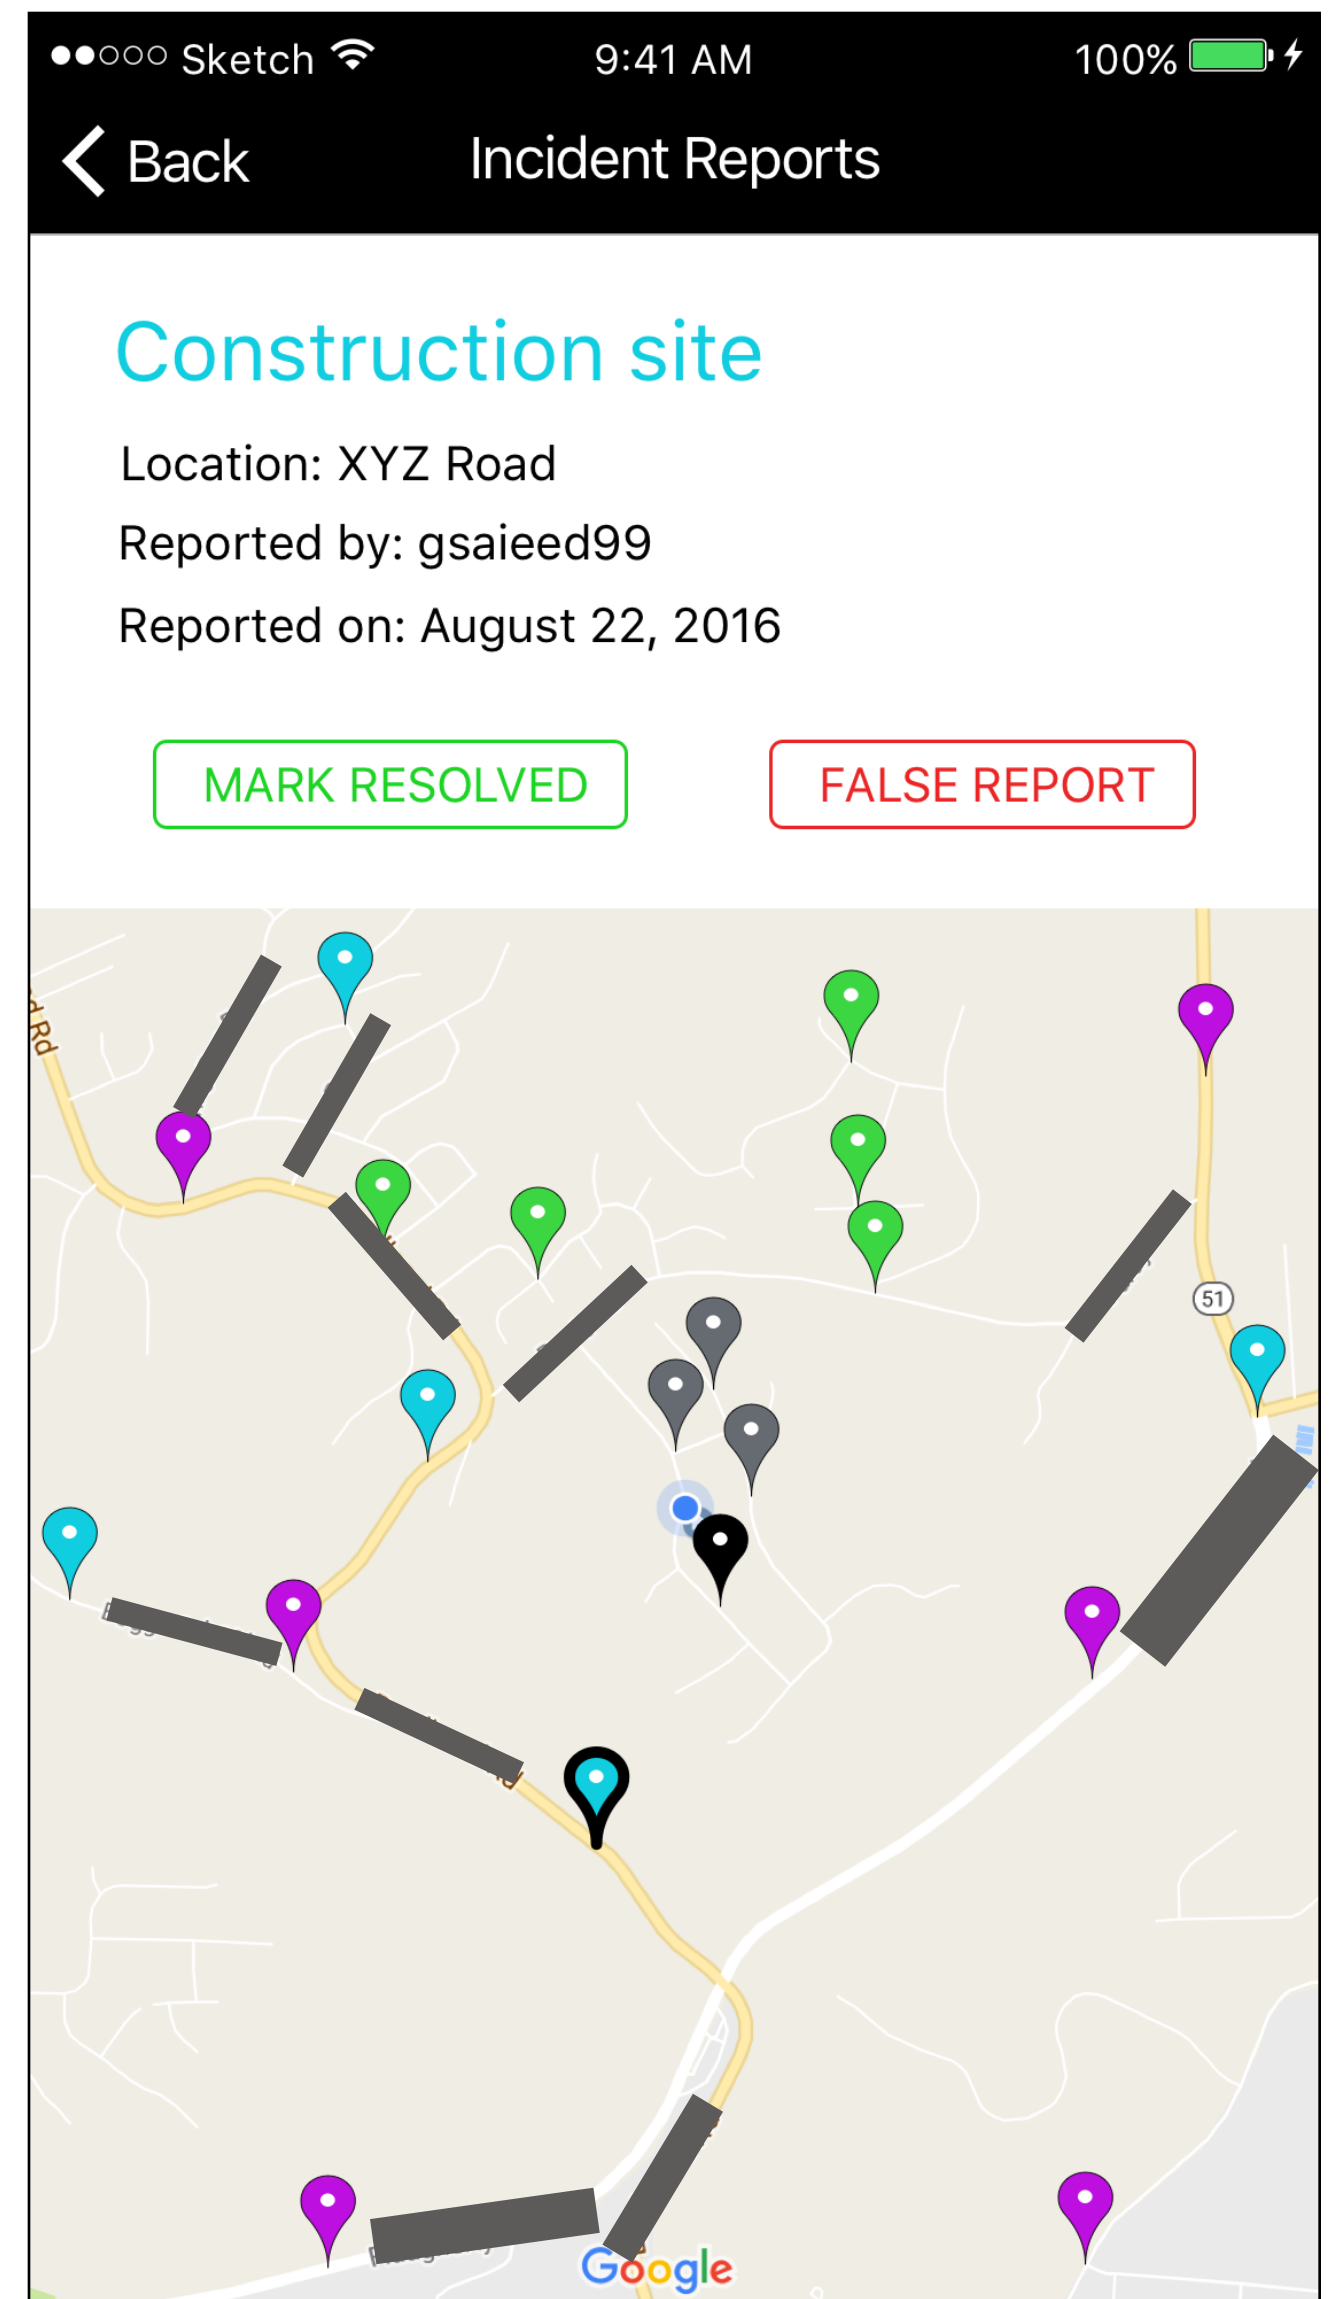 Sketch 9:41 AM 100%
Back Incident Reports
Construction site
Location: XYZ Road
Reported by: gsaieed99
Reported on: August 22, 2016
MARK RESOLVED FALSE REPORT
d Rd
51
Google